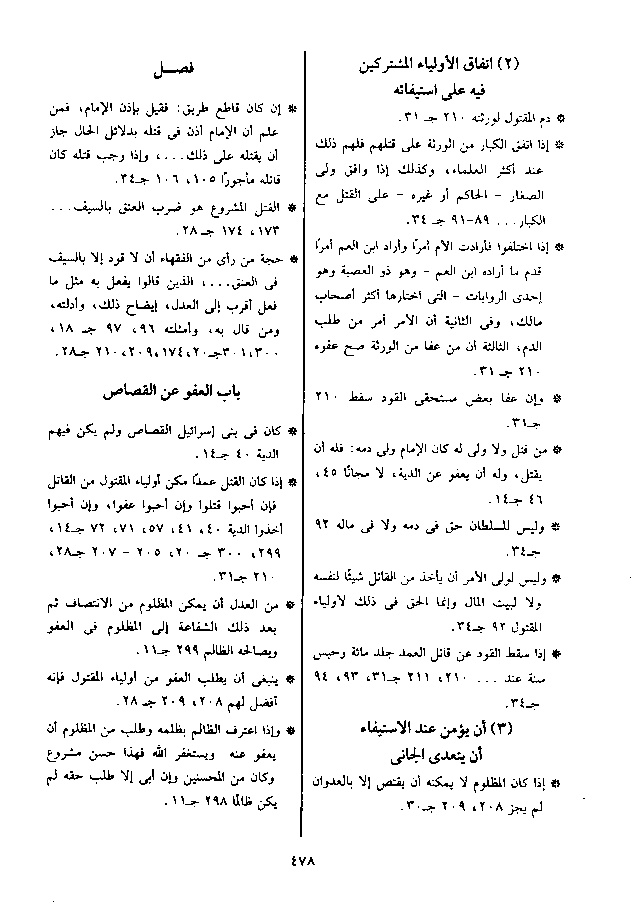 (٢) اتفاق الأولياء المشتركين
فيه على استيفائه
* دم المقتول لورثته ٢١٠ جـ٣١.
* إذا اتفق الكبار من الورثة على قتلهم فلهم ذلك
عند أكثر العلماء، وكذلك إذا وافق ولى
الصغار - الحاكم أو غيره - على القتل مع
الكبار... ٨٩-٩١ جـ٣٤.
* إذا اختلفوا فأرادت الأم أمرًا وأراد ابن العم أمرًا
قدم ما أراده ابن العم - وهو ذو العصبة وهو
إحدى الروايات - التى اختارها أكثر أصحاب
مالك، وفى الثانية أن الأمر أمر من طلب
الدم، الثالثة أن من عفا من الورثة صح عفوه
٢١٠ جـ٣١.
* وإن عفا بعض مستحقى القود سقط ٢١٠
جـ٣١.
* من قتل ولا ولى له كان الإمام ولى دمه: فله أن
يقتل، وله أن يعفو عن الدية، لا مجانًا ٤٥،
٤٦ جـ١٤.
* وليس للسلطان حق فى دمه ولا فى ماله ٩٢
جـ٣٤.
* وليس لولى الأمر أن يأخذ من القاتل شيئًا لنفسه
ولا لبيت المال وإنما الحق فى ذلك لأولياء
المقتول ٩٢ جـ٣٤.
* إذا سقط القود عن قاتل العمد جلد مائة وحبس
سنة عند ... ٢١٠، ٢١١ جـ٣١، ٩٣، ٩٤
جـ٣٤.
(٣) أن يؤمن عند الاستيفاء
أن يتعدى الجانى
* إذا كان المظلوم لا يمكنه أن يقتص إلا بالعدوان
لم يجز ٢٠٨، ٢٠٩ جـ٣٠.
فصــل
* إن كان قاطع طريق: فقيل بإذن الإمام، فمن
علم أن الإمام أذن فى قتله بدلائل الحال جاز
أن يقتله على ذلك...، وإذا وجب قتله كان
قاتله مأجورًا ١٠٥، ١٠٦ جـ٣٤.
* القتل المشروع هو ضرب العنق بالسيف...
١٧٣، ١٧٤ جـ٢٨.
* حجة من رأى من الفقهاء أن لا قود إلا بالسيف
فى العنق...، الذين قالوا يفعل به مثل ما
فعل أقرب إلى العدل، إيضاح ذلك، وأدلته،
ومن قال به، وأمثلته ٩٦، ٩٧ جـ ١٨،
٣٠٠،٣٠١جـ٢٠،١٧٤،٢٠٩، ٢١٠ جـ٢٨.
باب العفو عن القصاص
* كان فى بنى إسرائيل القصاص ولم يكن فيهم
الدية ٤٠ جـ١٤.
* إذا كان القتل عمدًا مكن أولياء المقتول من القاتل
فإن أحبوا قتلوا وإن أحبوا عفوا، وإن أحبوا
أخذوا الدية ٤٠، ٤١، ٥٧، ٧١، ٧٢ جـ١٤،
٢٩٩، ٣٠٠ جـ ٢٠، ٢٠٥ - ٢٠٧ جـ٢٨،
٢١٠ جـ٣١.
* من العدل أن يمكن المظلوم من الانتصاف ثم
بعد ذلك الشفاعة إلى المظلوم فى العفو
ويصالحه الظالم ٢٩٩ جـ١١.
* ينبغى أن يطلب العفو من أولياء المقتول فإنه
أفضل لهم ٢٠٨، ٢٠٩ جـ ٢٨.
* وإذا اعترف الظالم بظلمه وطلب من المظلوم أن
يعفو عنه ويستغفر الله فهذا حسن مشروع
وكان من المحسنين وإن أبى إلا طلب حقه لم
يكن ظالمًا ٢٩٨ جـ١١.
٤٧٨